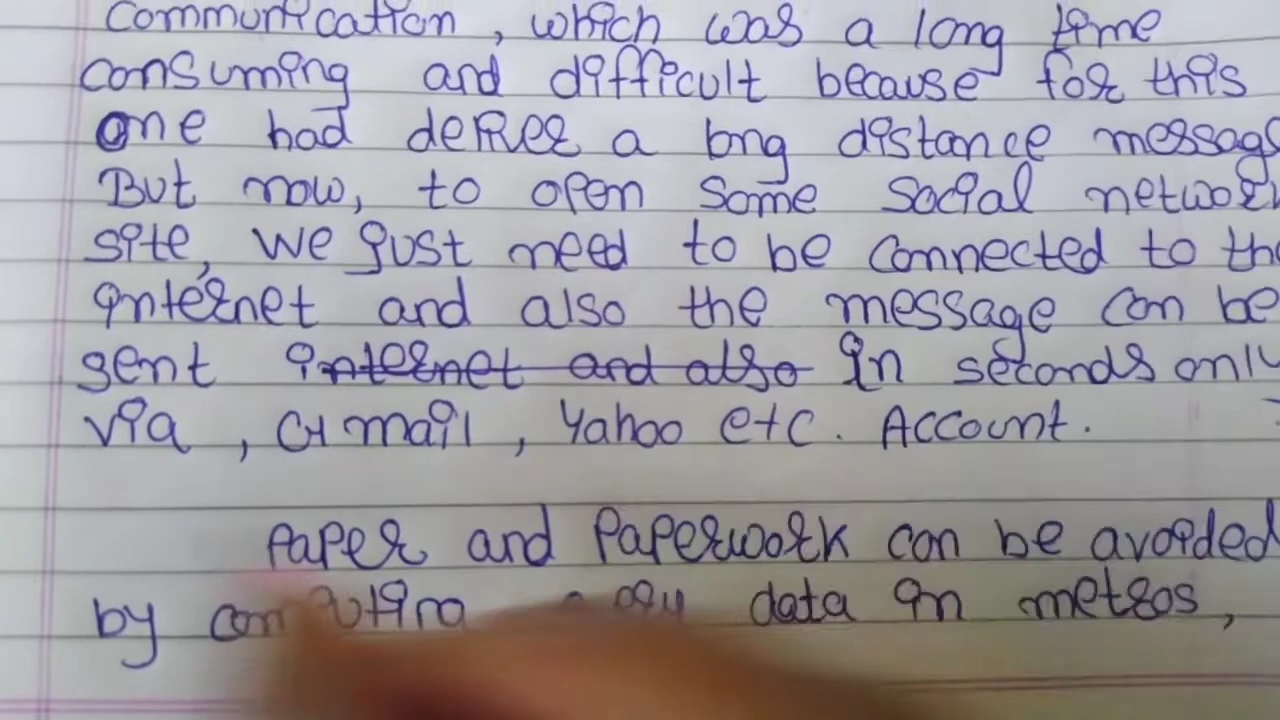 Communication, which was a long time
consuming and difficult because for this
one had deliver a long distance message
But now, to open some social network
site, we just need to be connected to the
internet and also the message can be
sent internet and also in seconds only
via, G mail, Yahoo etc. Account.
Paper and Paperwork can be avoided
by computing data in metros,